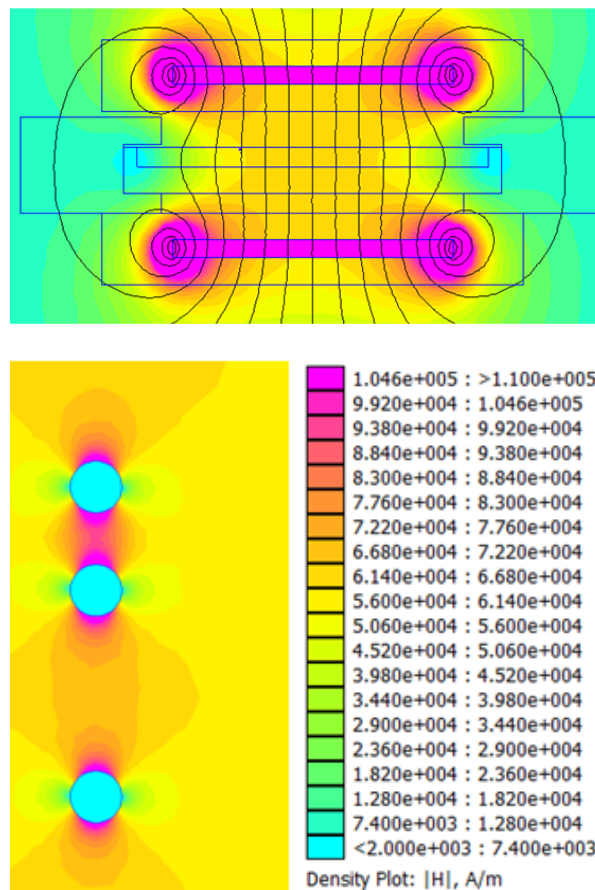 1.046e+005 : >1.100e+005
9.920e+004 : 1.046e+005
9.380e+004 : 9.920e+004
8.840e+004 : 9.380e+004
8.300e+004 : 8.840e+004
7.760e+004 : 8.300e+004
7.220e+004 : 7.760e+004
6.680e+004 : 7.220e+004
6.140e+004 : 6.680e+004
5.600e+004 : 6.140e+004
5.060e+004 : 5.600e+004
4.520e+004 : 5.060e+004
3.980e+004 : 4.520e+004
3.440e+004 : 3.980e+004
2.900e+004 : 3.440e+004
2.360e+004 : 2.900e+004
1.820e+004 : 2.360e+004
1.280e+004 : 1.820e+004
7.400e+003 : 1.280e+004
<2.000e+003 : 7.400e+003
Density Plot: |H|, A/m